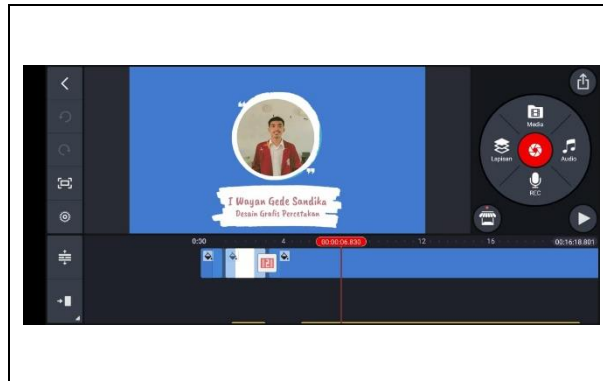 Media
Lapisan
Audio
REC
I Wayan Gede Sandika
Desain Grafis Percetakan
0:00
4
00:00:06.830
12
16
00:16:18.801